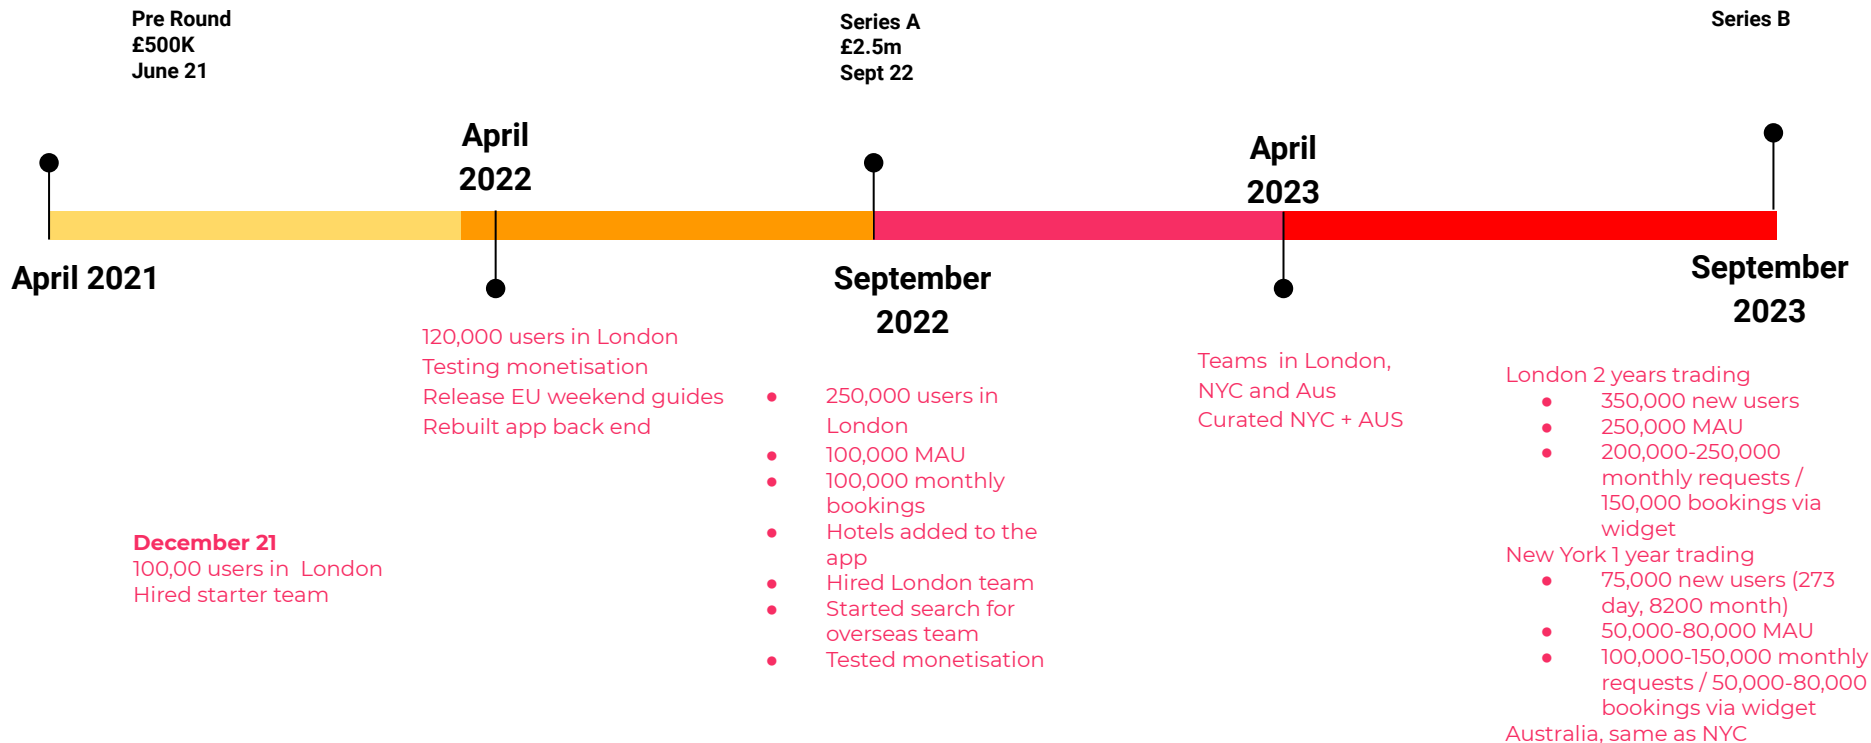 Pre Round
£500K
June 21
Series A
£2.5m
Sept 22
Series B
April
2022
April
2023
April 2021
September
2022
September
2023
120,000 users in London
Testing monetisation
Release EU weekend guides
Rebuilt app back end
December 21
100,00 users in London
Hired starter team
● 250,000 users in
London
● 100,000 MAU
● 100,000 monthly
bookings
● Hotels added to the
app
● Hired London team
● Started search for
overseas team
● Tested monetisation
Teams in London,
NYC and Aus
Curated NYC + AUS
London 2 years trading
● 350,000 new users
● 250,000 MAU
● 200,000-250,000
monthly requests /
150,000 bookings via
widget
New York 1 year trading
● 75,000 new users (273
day, 8200 month)
● 50,000-80,000 MAU
● 100,000-150,000 monthly
requests / 50,000-80,000
bookings via widget
Australia, same as NYC